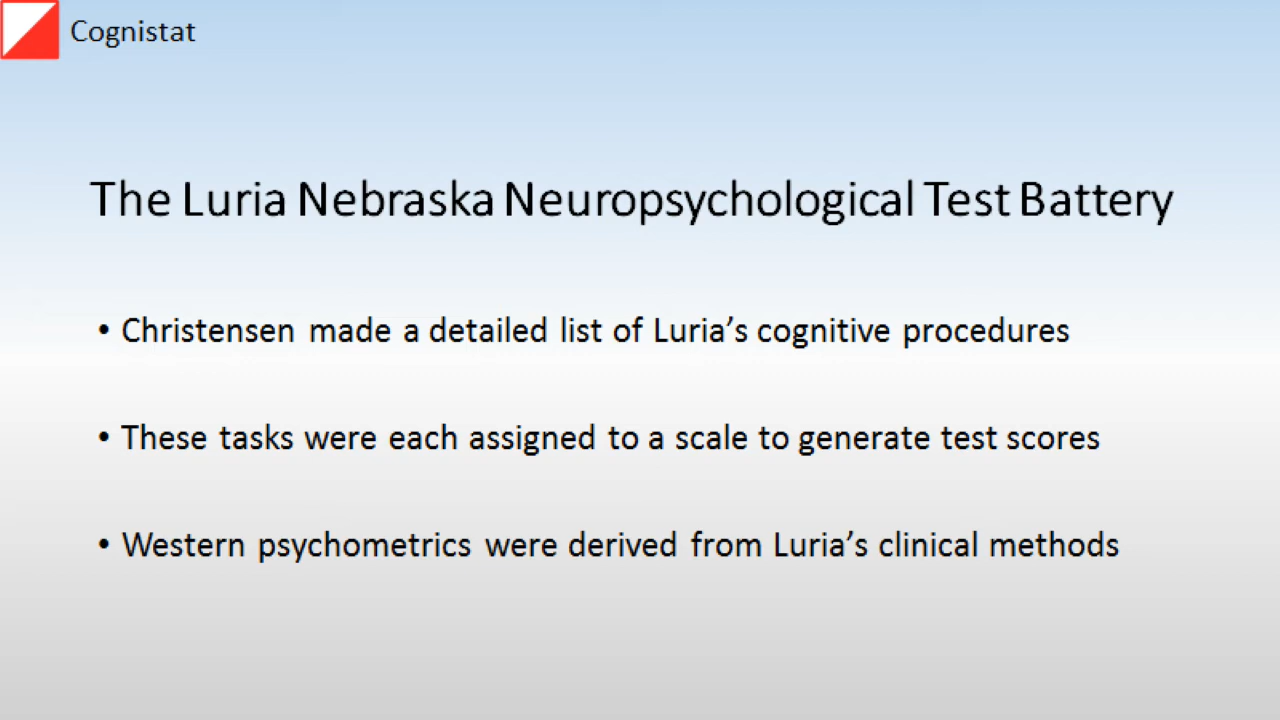 Cognistat
The Luria Nebraska Neuropsychological Test Battery
• Christensen made a detailed list of Luria’s cognitive procedures
• These tasks were each assigned to a scale to generate test scores
• Western psychometrics were derived from Luria’s clinical methods